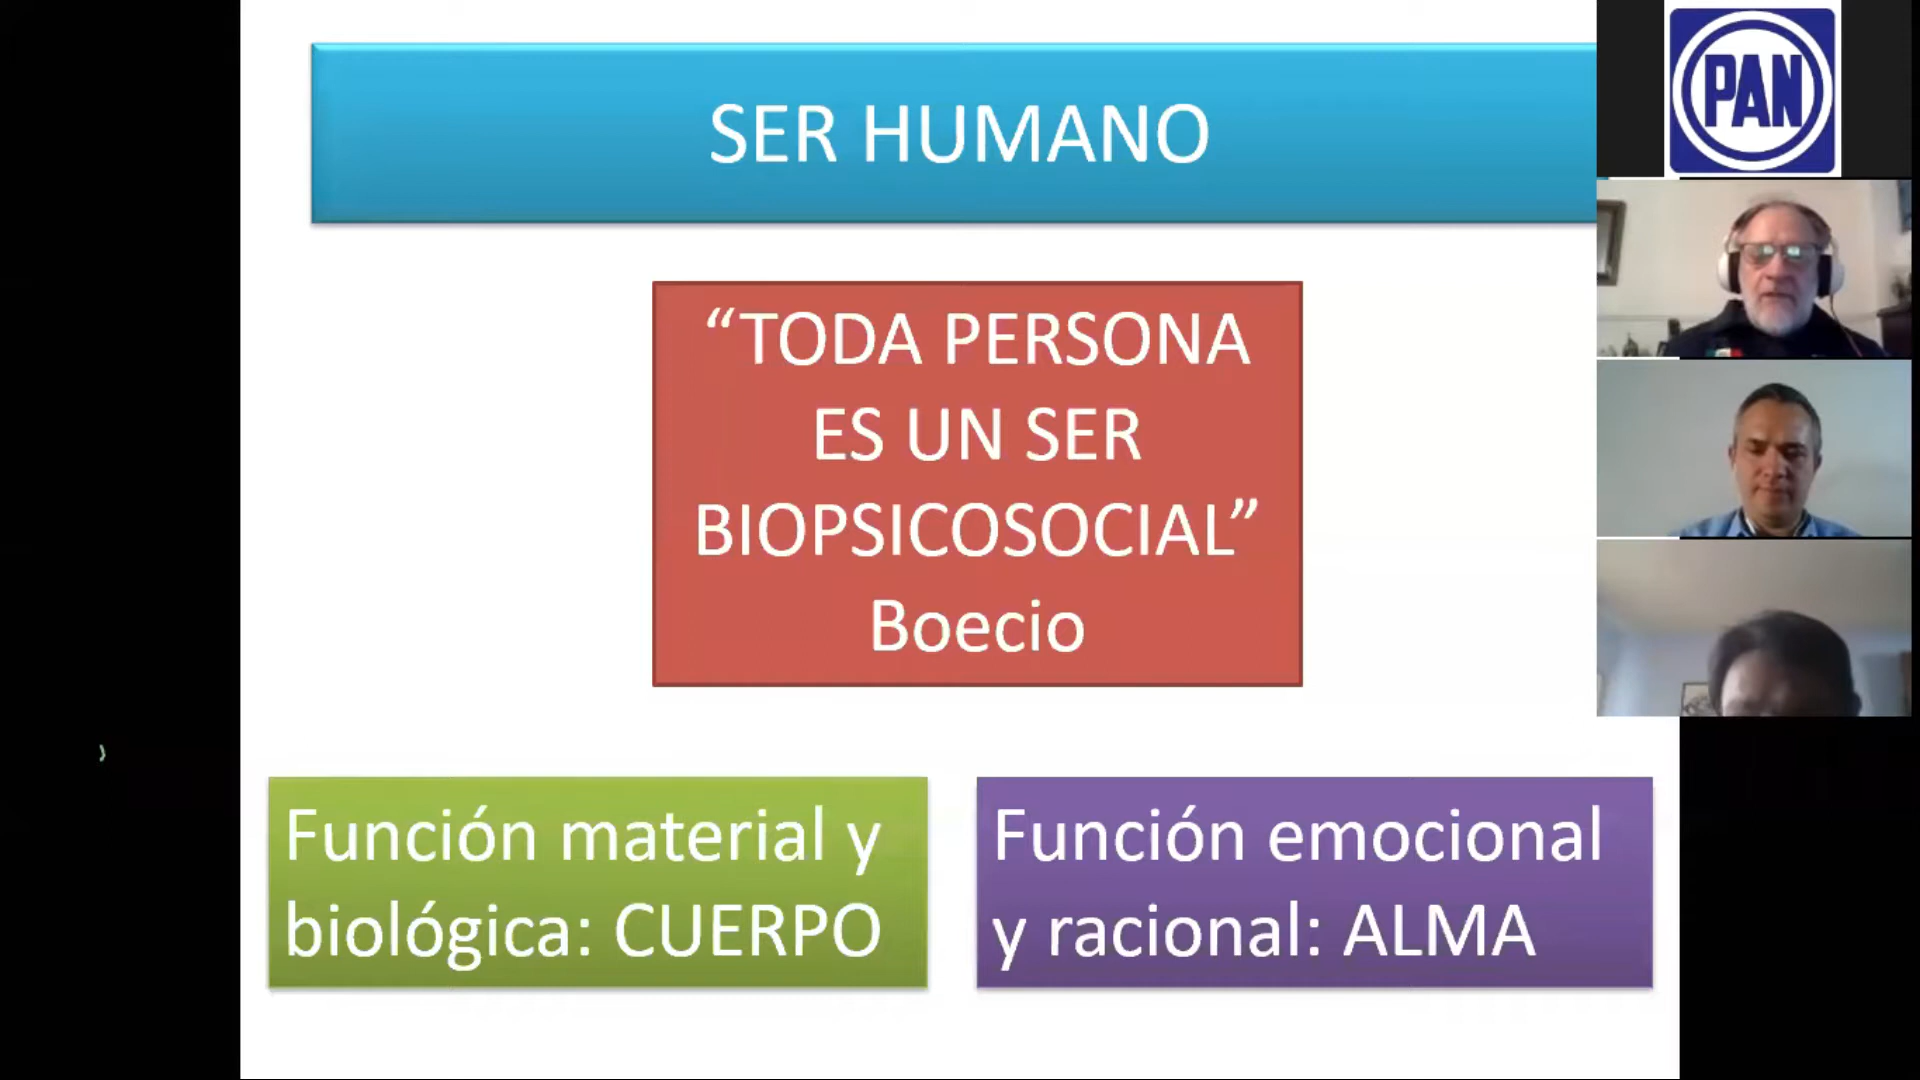 SER HUMANO
PAN
“TODA PERSONA
ES UN SER
BIOPSICOSOCIAL”
Boecio
Función material y
biológica: CUERPO
Función emocional
y racional: ALMA